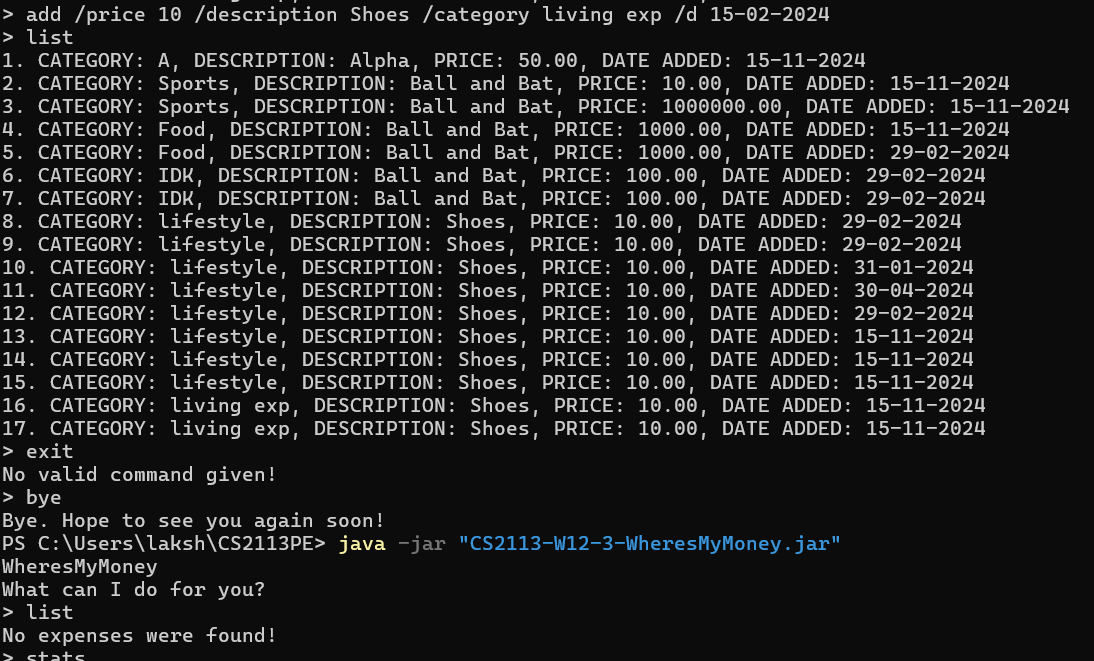 > add /price 10 /description Shoes /category living exp /d 15-02-2024
> list
1. CATEGORY: A, DESCRIPTION: Alpha, PRICE: 50.00, DATE ADDED: 15-11-2024
2. CATEGORY: Sports, DESCRIPTION: Ball and Bat, PRICE: 10.00, DATE ADDED: 15-11-2024
3. CATEGORY: Sports, DESCRIPTION: Ball and Bat, PRICE: 1000000.00, DATE ADDED: 15-11-2024
4. CATEGORY: Food, DESCRIPTION: Ball and Bat, PRICE: 1000.00, DATE ADDED: 15-11-2024
5. CATEGORY: Food, DESCRIPTION: Ball and Bat, PRICE: 1000.00, DATE ADDED: 29-02-2024
6. CATEGORY: IDK, DESCRIPTION: Ball and Bat, PRICE: 100.00, DATE ADDED: 29-02-2024
7. CATEGORY: IDK, DESCRIPTION: Ball and Bat, PRICE: 100.00, DATE ADDED: 29-02-2024
8. CATEGORY: lifestyle, DESCRIPTION: Shoes, PRICE: 10.00, DATE ADDED: 29-02-2024
9. CATEGORY: lifestyle, DESCRIPTION: Shoes, PRICE: 10.00, DATE ADDED: 29-02-2024
10. CATEGORY: lifestyle, DESCRIPTION: Shoes, PRICE: 10.00, DATE ADDED: 31-01-2024
11. CATEGORY: lifestyle, DESCRIPTION: Shoes, PRICE: 10.00, DATE ADDED: 30-04-2024
12. CATEGORY: lifestyle, DESCRIPTION: Shoes, PRICE: 10.00, DATE ADDED: 29-02-2024
13. CATEGORY: lifestyle, DESCRIPTION: Shoes, PRICE: 10.00, DATE ADDED: 15-11-2024
14. CATEGORY: lifestyle, DESCRIPTION: Shoes, PRICE: 10.00, DATE ADDED: 15-11-2024
15. CATEGORY: lifestyle, DESCRIPTION: Shoes, PRICE: 10.00, DATE ADDED: 15-11-2024
16. CATEGORY: living exp, DESCRIPTION: Shoes, PRICE: 10.00, DATE ADDED: 15-11-2024
17. CATEGORY: living exp, DESCRIPTION: Shoes, PRICE: 10.00, DATE ADDED: 15-11-2024
> exit
No valid command given!
> bye
Bye. Hope to see you again soon!
PS C:\Users\laksh\CS2113PE> java -jar "CS2113-W12-3-WheresMyMoney.jar"
WheresMyMoney
What can I do for you?
> list
No expenses were found!
> stats